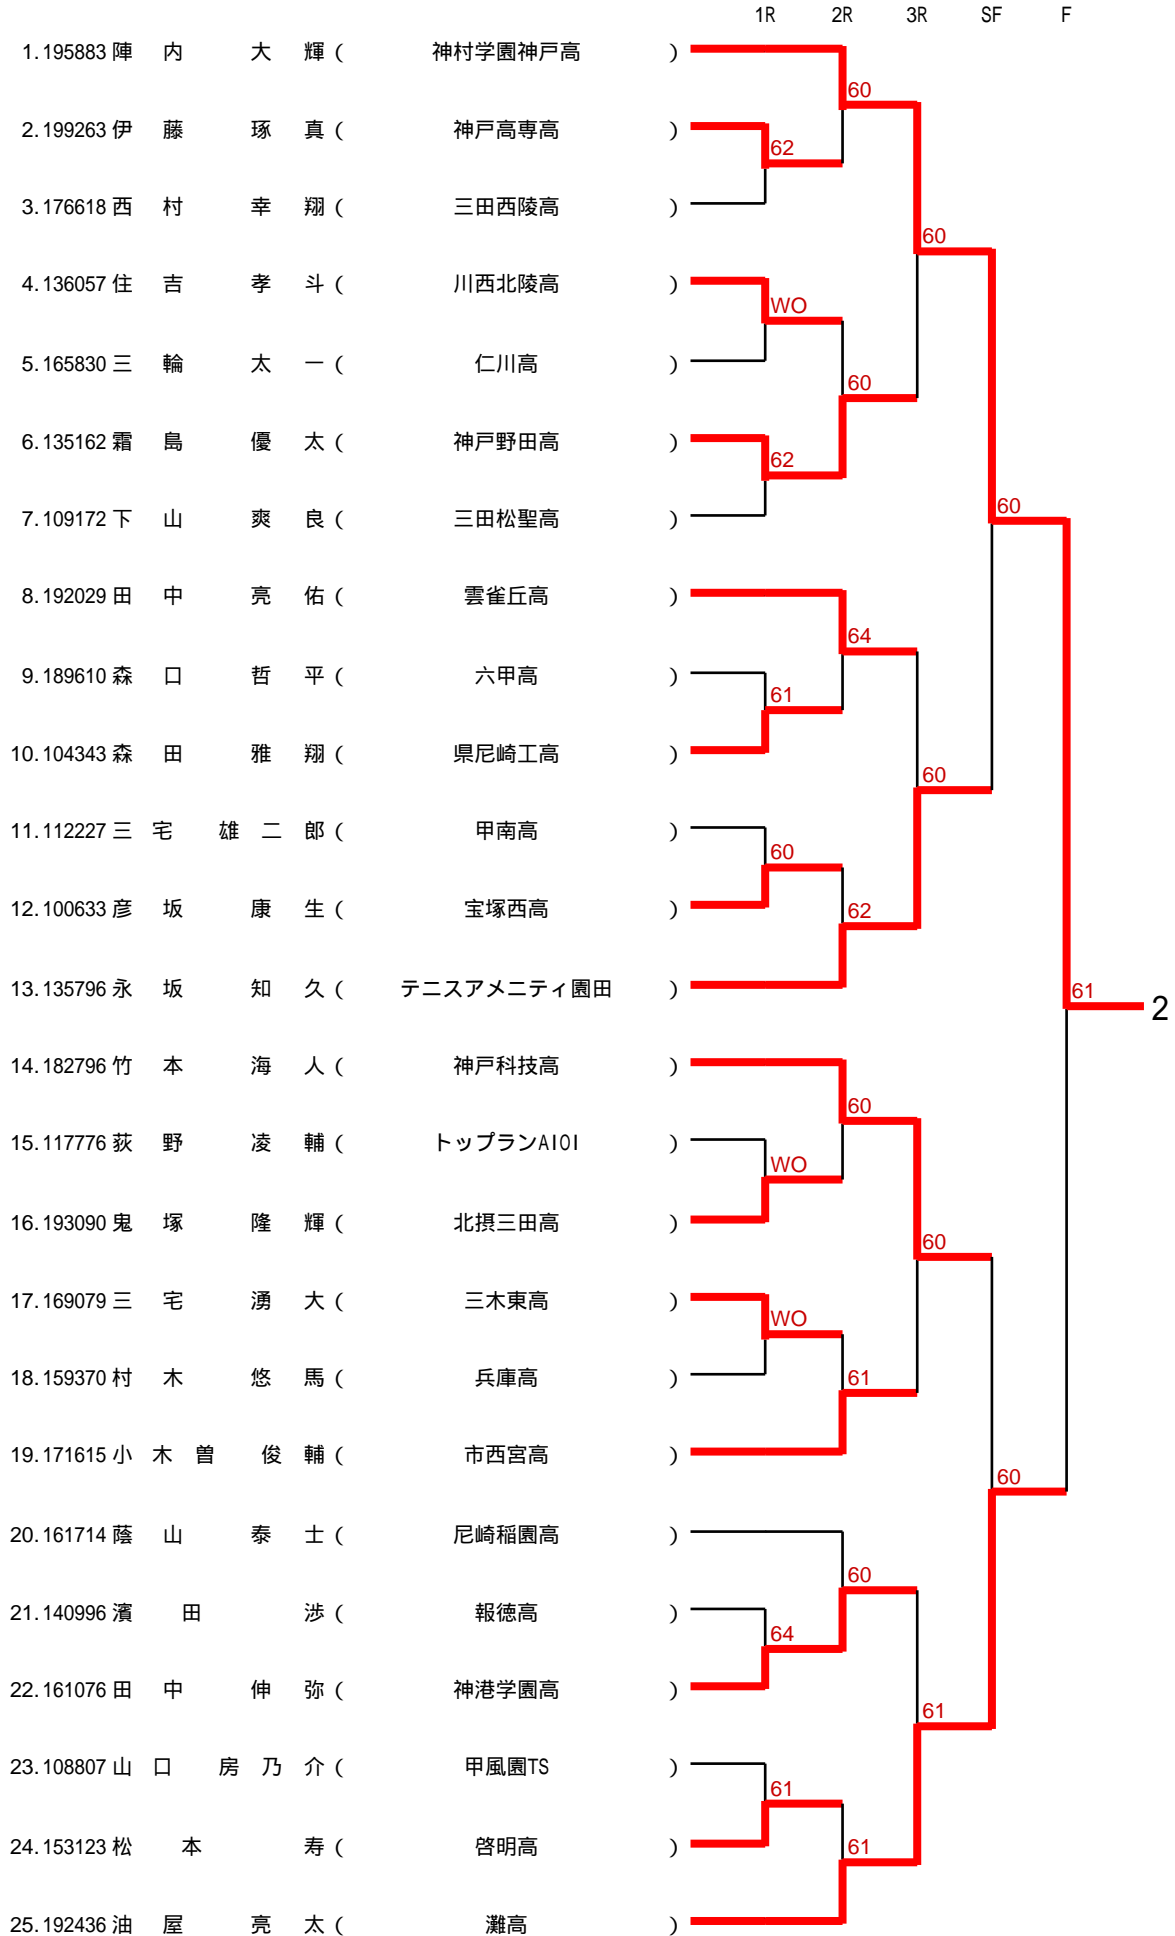 1R 2R 3R SF F
1.195883 陣 内 大 輝 ( 神村学園神戸高 )
60
2.199263 伊 藤 琢 真 ( 神戸高専高 )
62
3.176618 西 村 幸 翔 ( 三田西陵高 )
60
4.136057 住 吉 孝 斗 ( 川西北陵高 )
WO
5.165830 三 輪 太 一 ( 仁川高 )
60
6.135162 霜 島 優 太 ( 神戸野田高 )
62
7.109172 下 山 爽 良 ( 三田松聖高 )
60
8.192029 田 中 亮 佑 ( 雲雀丘高 )
64
9.189610 森 口 哲 平 ( 六甲高 )
61
10.104343 森 田 雅 翔 ( 県尼崎工高 )
60
11.112227 三 宅 雄 二 郎 ( 甲南高 )
60
12.100633 彦 坂 康 生 ( 宝塚西高 )
62
13.135796 永 坂 知 久 ( テニスアメニティ園田 )
61 2
14.182796 竹 本 海 人 ( 神戸科技高 )
60
15.117776 荻 野 凌 輔 ( トップランAIOI )
WO
16.193090 鬼 塚 隆 輝 ( 北摂三田高 )
60
17.169079 三 宅 湧 大 ( 三木東高 )
WO
18.159370 村 木 悠 馬 ( 兵庫高 )
61
19.171615 小 木 曽 俊 輔 ( 市西宮高 )
60
20.161714 蔭 山 泰 士 ( 尼崎稲園高 )
60
21.140996 濱 田 渉 ( 報徳高 )
64
22.161076 田 中 伸 弥 ( 神港学園高 )
61
23.108807 山 口 房 乃 介 ( 甲風園TS )
61
24.153123 松 本 寿 ( 啓明高 )
61
25.192436 油 屋 亮 太 ( 灘高 )